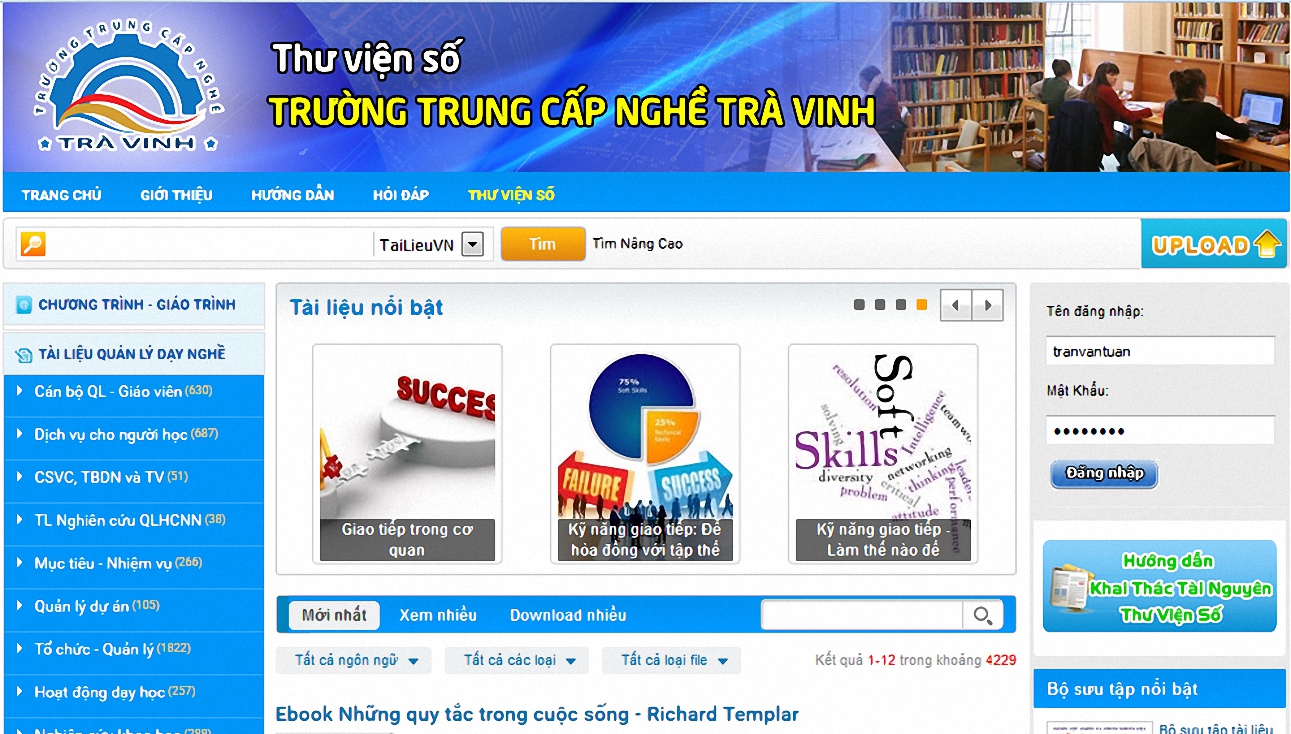 TRƯỜNG TRUNG CẤP NGHỀ
TRÀ VINH
Thư viện số
TRƯỜNG TRUNG CẤP NGHỀ TRÀ VINH
TRANG CHỦ GIỚI THIỆU HƯỚNG DẪN HỎI ĐÁP THƯ VIỆN SỐ
TaiLieuVN Tìm Tìm Nâng Cao UPLOAD
CHƯƠNG TRÌNH - GIÁO TRÌNH
TÀI LIỆU QUẢN LÝ DẠY NGHỀ
Cán bộ QL - Giáo viên (630)
Dịch vụ cho người học (687)
CSVC, TBDN và TV (51)
TL Nghiên cứu QLHCNN (38)
Mục tiêu - Nhiệm vụ (266)
Quản lý dự án (105)
Tổ chức - Quản lý (1822)
Hoạt động dạy học (257)
Nghiên cứu khoa học (288)
Tài liệu nổi bật
SUCCES
Giao tiếp trong cơ
quan
75%
Soft Skills
25%
Technical
Skills
FAILURE
SUCCESS
Kỹ năng giao tiếp: Để
hòa đồng với tập thể
Soft
Skills
resolution
solving
Intelligence
teamwo
networking
diversity
thinking
leader
problem
critical
performance
attitude
Kỹ năng giao tiếp -
Làm thế nào để
Mới nhất Xem nhiều Download nhiều
Tất cả ngôn ngữ Tất cả các loại Tất cả loại file Kết quả 1-12 trong khoảng 4229
Ebook Những quy tắc trong cuộc sống - Richard Templar
Tên đăng nhập:
tranvantuan
Mật Khẩu:
Đăng nhập
Hướng dẫn
Khai Thác Tài Nguyên
Thư Viện Số
Bộ sưu tập nổi bật
Bộ sưu tập tài liệu